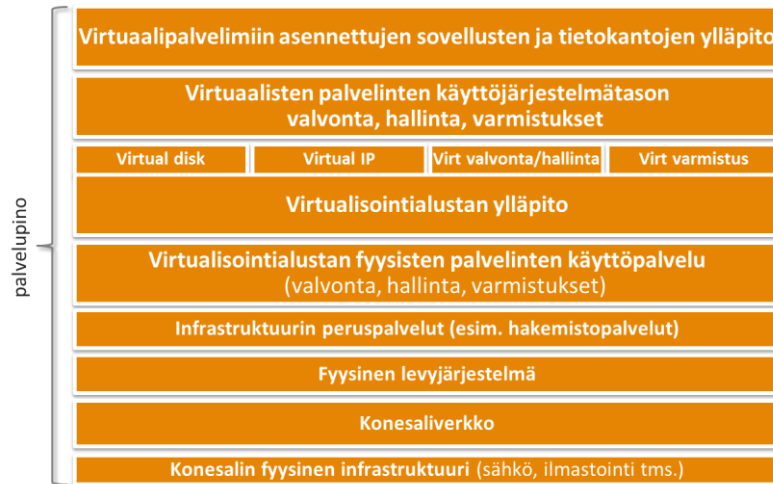 Virtuaalipalvelimiin asennettujen sovellusten ja tietokantojen ylläpito
Virtuaalisten palvelinten käyttöjärjestelmätason
valvonta, hallinta, varmistukset
Virtual disk
Virtual IP
Virt valvonta/hallinta
Virt varmistus
Virtualisointialustan ylläpito
Virtualisointialustan fyysisten palvelinten käyttöpalvelu
(valvonta, hallinta, varmistukset)
Infrastruktuurin peruspalvelut (esim. hakemistopalvelut)
Fyysinen levyjärjestelmä
Konesaliverkko
Konesalin fyysinen infrastruktuuri (sähkö, ilmastointi tms.)
palvelupino